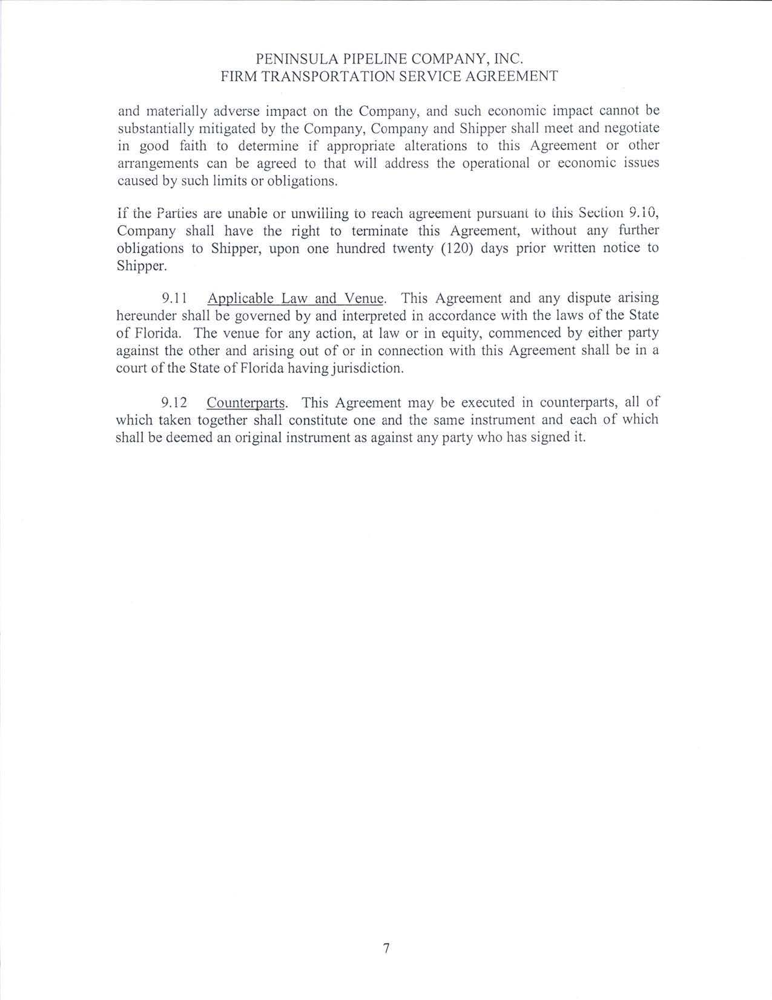 PENINSULA PIPELINE COMPANY, INC.
FIRM TRANSPORTATION SERVICE AGREEMENT
and materially adverse impact on the Company, and such economic impact cannot be
substantially mitigated by the Company, Company and Shipper shall meet and negotiate
in good faith to determine if appropriate alterations to this Agreement or other
arrangements can be agreed to that will address the operational or economic issues
caused by such limits or obligations.
If the Parties are unable or unwilling to reach agreement pursuant to this Section 9.10,
Company shall have the right to terminate this Agreement, without any further
obligations to Shipper, upon one hundred twenty (120) days prior written notice to
Shipper.
9.11 Applicable Law and Venue. This Agreement and any dispute arising
hereunder shall be governed by and interpreted in accordance with the laws of the State
of Florida. The venue for any action, at law or in equity, commenced by either party
against the other and arising out of or in connection with this Agreement shall be in a
court of the State of Florida having jurisdiction.
9.12 Counterparts. This Agreement may be executed in counterparts, all of
which taken together shall constitute one and the same instrument and each of which
shall be deemed an original instrument as against any party who has signed it.
7